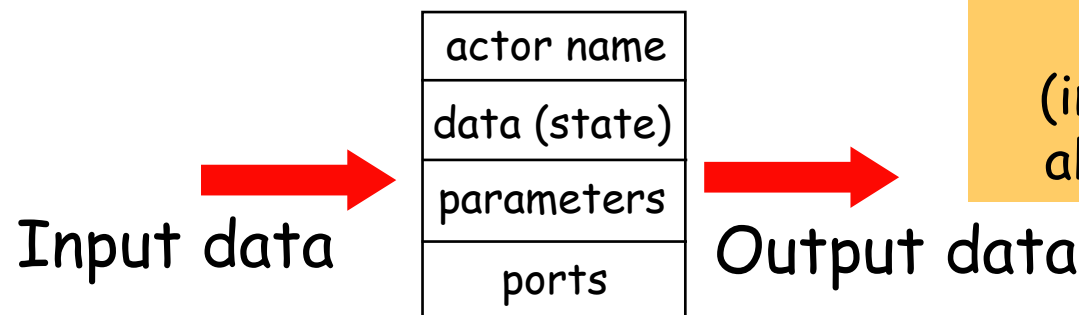 actor name
data (state)
parameters
ports
Input data
Output data